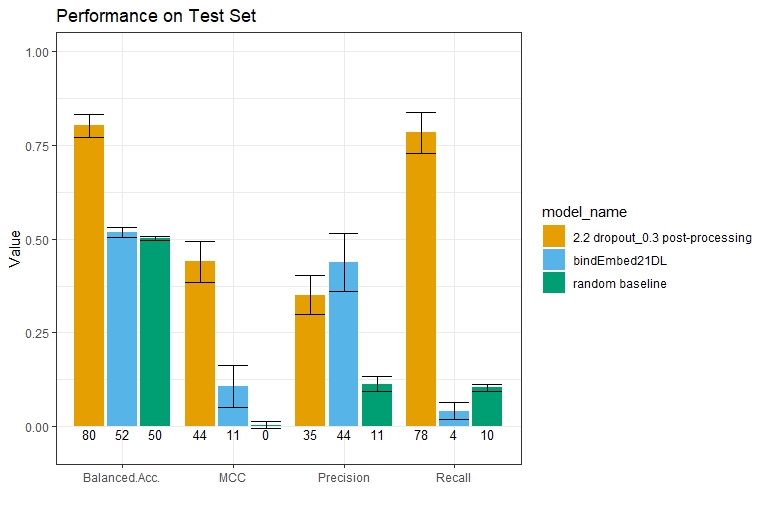 Performance on Test Set
Value
1.00
0.75
0.50
0.25
0.00
80 52 50 44 11 0 35 44 11 78 4 10
Balanced.Acc. MCC Precision Recall
model_name
2.2 dropout_0.3 post-processing
bindEmbed21DL
random baseline